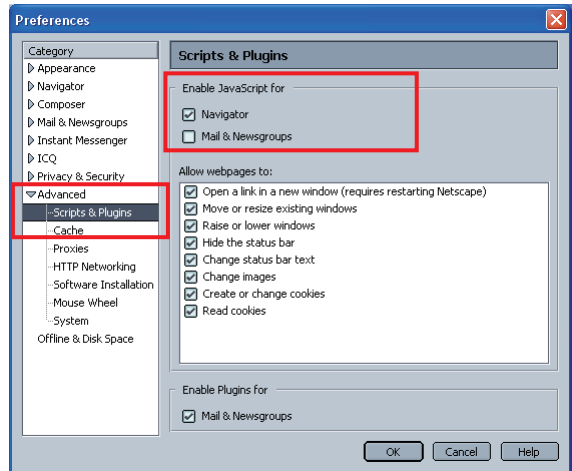 Preferences
Category
Appearance
Navigator
Composer
Mail & Newsgroups
Instant Messenger
ICQ
Privacy & Security
Advanced
Scripts & Plugins
Cache
Proxies
HTTP Networking
Software Installation
Mouse Wheel
System
Offline & Disk Space
Scripts & Plugins
Enable JavaScript for
Navigator
Mail & Newsgroups
Allow webpages to:
Open a link in a new window (requires restarting Netscape)
Move or resize existing windows
Raise or lower windows
Hide the status bar
Change status bar text
Change images
Create or change cookies
Read cookies
Enable Plugins for
Mail & Newsgroups
OK Cancel Help